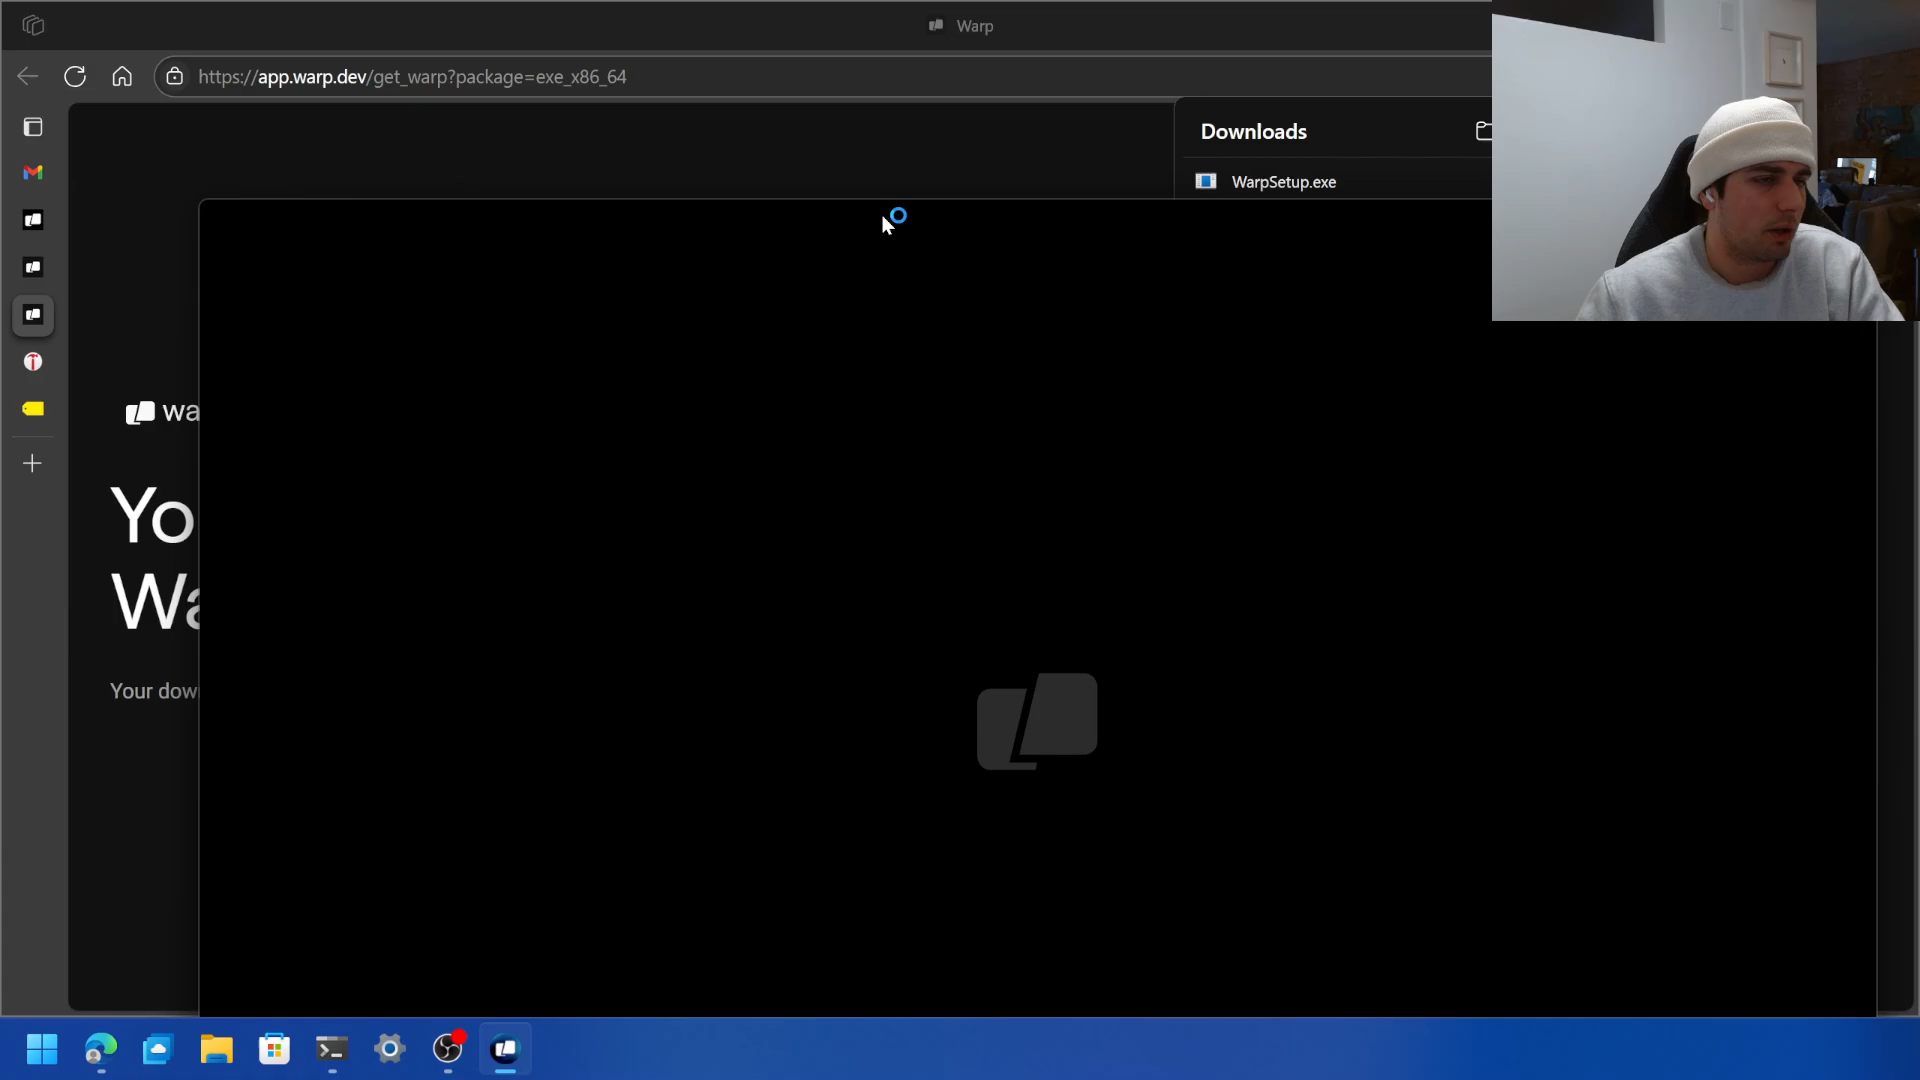 Warp
https://app.warp.dev/get_warp?package=exe_x86_64
Downloads
WarpSetup.exe
wa
Yo
Wa
Your dow